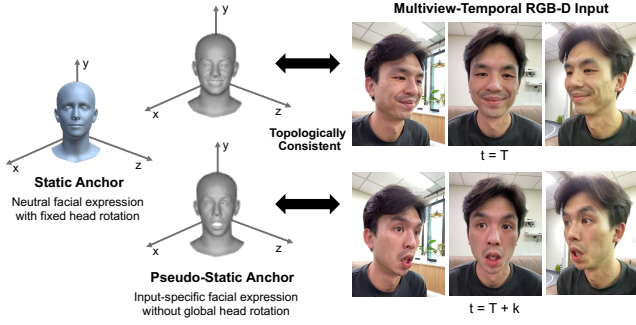 Multiview-Temporal RGB-D Input
y
x
z
y
x
z
Topologically
Consistent
t = T
Static Anchor
Neutral facial expression
with fixed head rotation
y
x
z
Pseudo-Static Anchor
Input-specific facial expression
without global head rotation
t = T + k